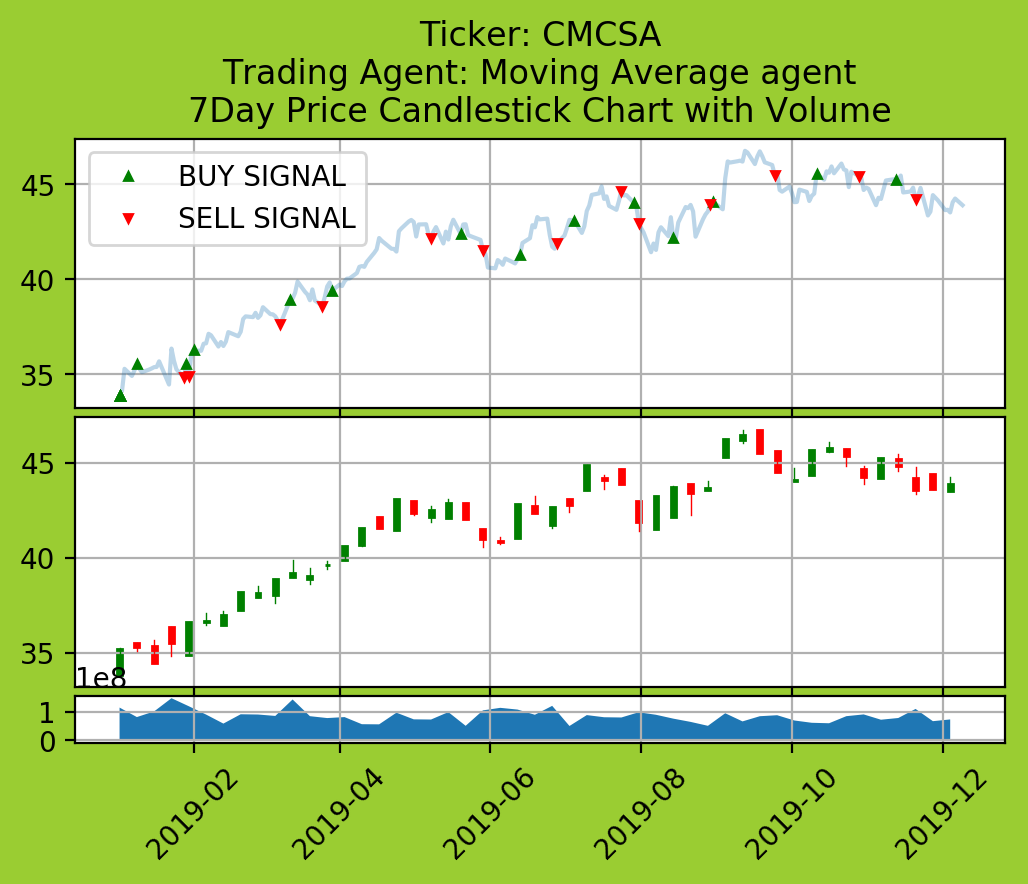 Ticker: CMCSA
Trading Agent: Moving Average agent
7Day Price Candlestick Chart with Volume
BUY SIGNAL
SELL SIGNAL
45
40
35
45
40
35
1e8
1
0
2019-02
2019-04
2019-06
2019-08
2019-10
2019-12